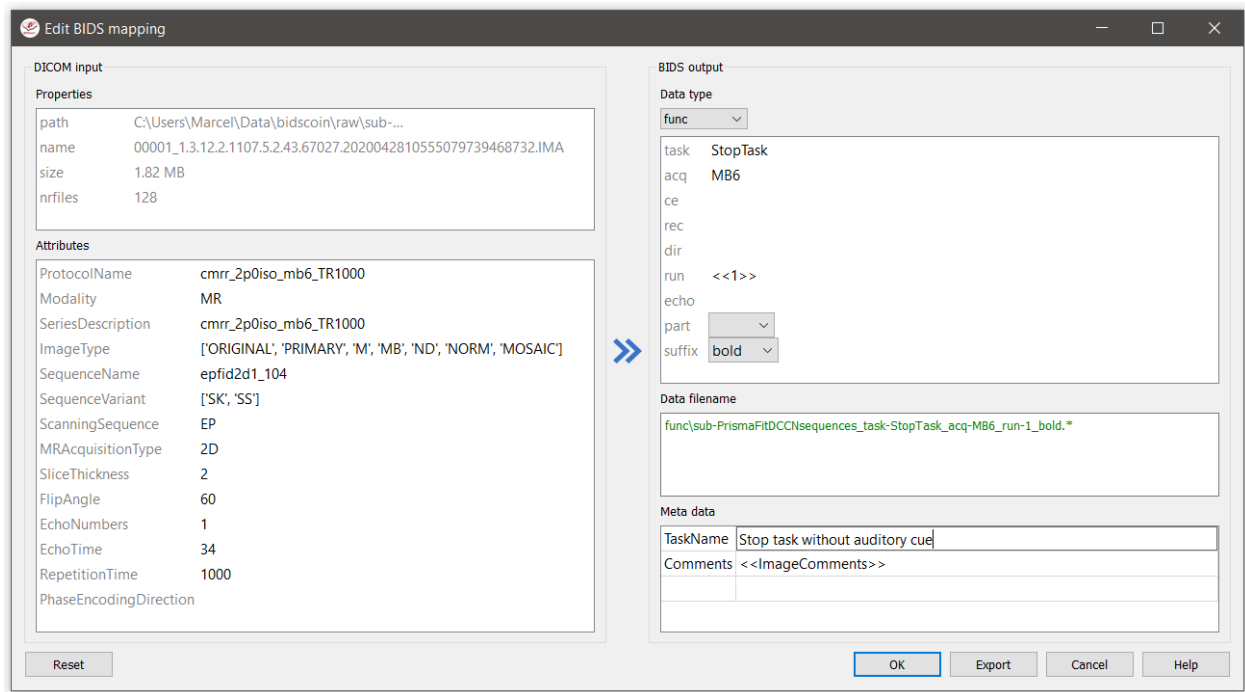 Edit BIDS mapping
DICOM input
Properties
path C:\Users\Marcel\Data\bidscoin\raw\sub-...
name 00001_1.3.12.2.1107.5.2.43.67027.2020042810555079739468732.IMA
size 1.82 MB
nrfiles 128
Attributes
ProtocolName cmrr_2p0iso_mb6_TR1000
Modality MR
SeriesDescription cmrr_2p0iso_mb6_TR1000
ImageType ['ORIGINAL', 'PRIMARY', 'M', 'MB', 'ND', 'NORM', 'MOSAIC']
SequenceName epfid2d1_104
SequenceVariant ['SK', 'SS']
ScanningSequence EP
MRAcquisitionType 2D
SliceThickness 2
FlipAngle 60
EchoNumbers 1
EchoTime 34
RepetitionTime 1000
PhaseEncodingDirection
Reset
BIDS output
Data type
func
task StopTask
acq MB6
ce
rec
dir
run <<1>>
echo
part
suffix bold
Data filename
func\sub-PrismaFitDCCNsequences_task-StopTask_acq-MB6_run-1_bold.*
Meta data
TaskName Stop task without auditory cue
Comments <<ImageComments>>
OK Export Cancel Help